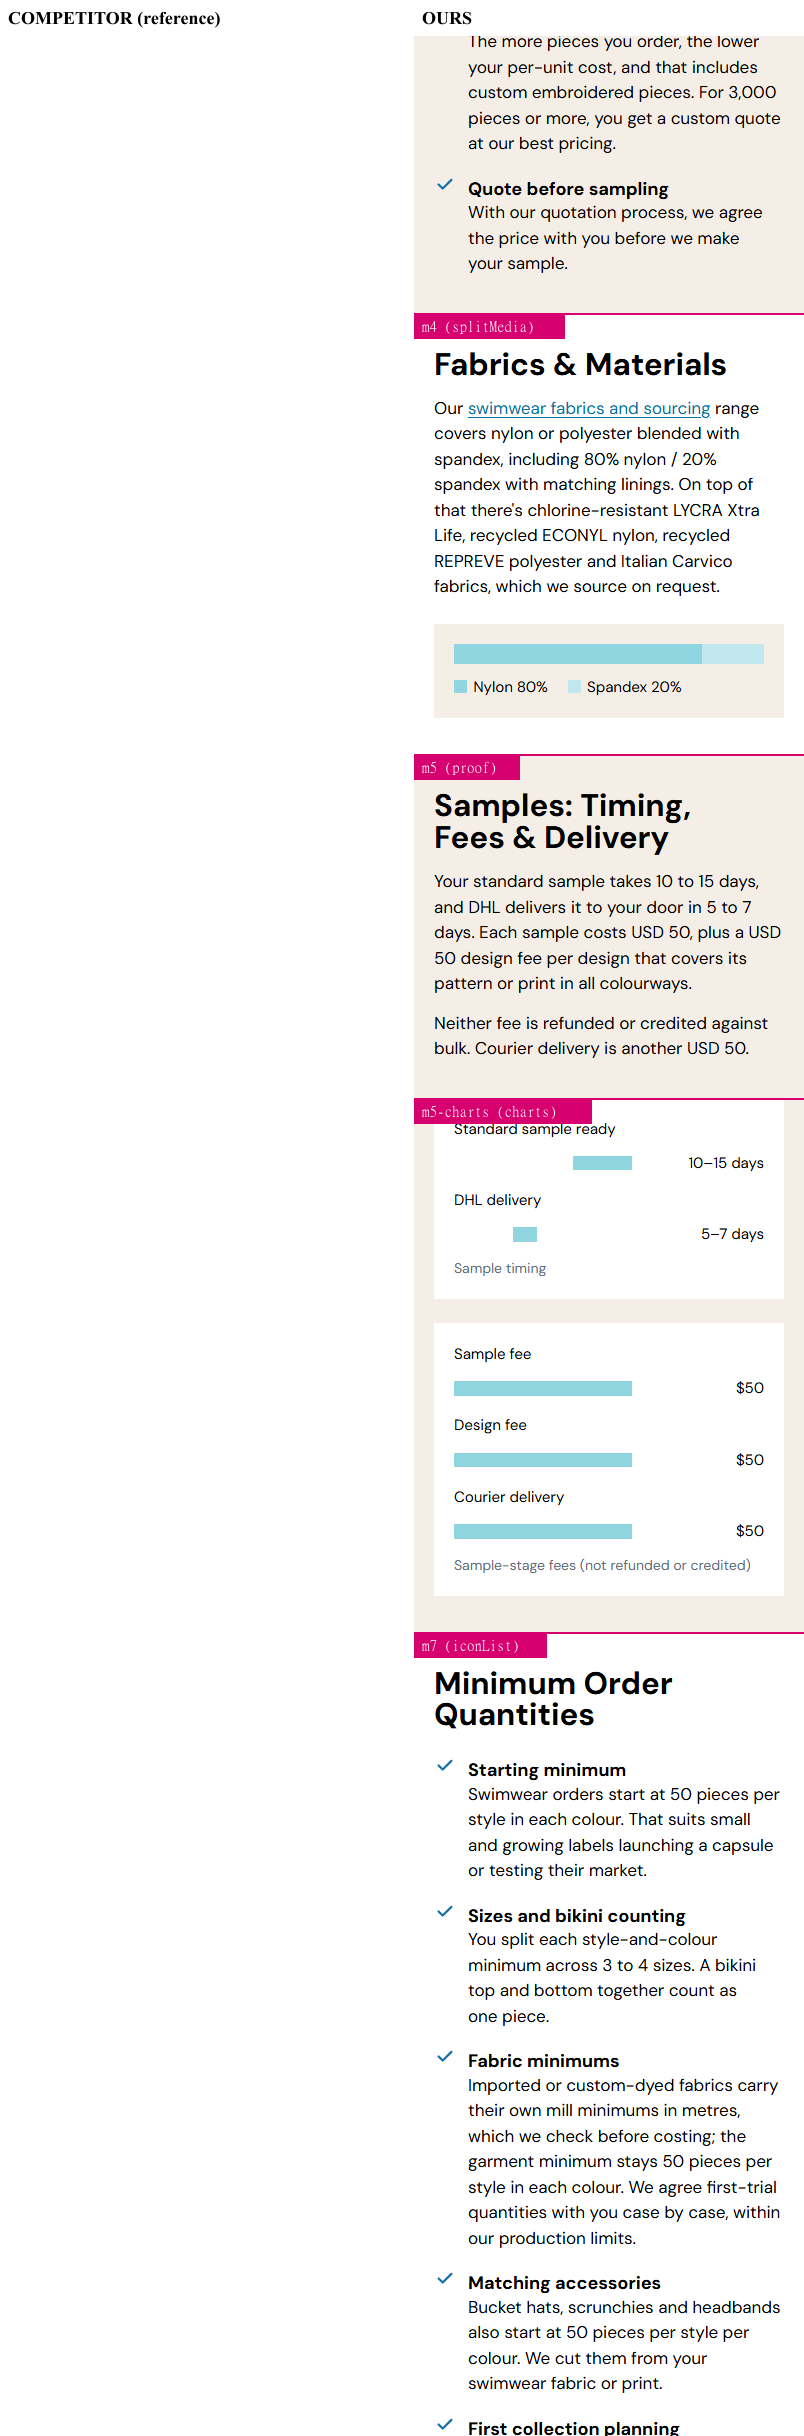 COMPETITOR (reference)
OURS
The more pieces you order, the lower
your per-unit cost, and that includes
custom embroidered pieces. For 3,000
pieces or more, you get a custom quote
at our best pricing.
Quote before sampling
With our quotation process, we agree
the price with you before we make
your sample.
m4 (splitMedia)
Fabrics & Materials
Our swimwear fabrics and sourcing range
covers nylon or polyester blended with
spandex, including 80% nylon / 20%
spandex with matching linings. On top of
that there's chlorine-resistant LYCRA Xtra
Life, recycled ECONYL nylon, recycled
REPREVE polyester and Italian Carvico
fabrics, which we source on request.
Nylon 80% Spandex 20%
m5 (proof)
Samples: Timing,
Fees & Delivery
Your standard sample takes 10 to 15 days,
and DHL delivers it to your door in 5 to 7
days. Each sample costs USD 50, plus a USD
50 design fee per design that covers its
pattern or print in all colourways.
Neither fee is refunded or credited against
bulk. Courier delivery is another USD 50.
m5-charts (charts)
Standard sample ready
10–15 days
DHL delivery
5–7 days
Sample timing
Sample fee
$50
Design fee
$50
Courier delivery
$50
Sample-stage fees (not refunded or credited)
m7 (iconList)
Minimum Order
Quantities
Starting minimum
Swimwear orders start at 50 pieces per
style in each colour. That suits small
and growing labels launching a capsule
or testing their market.
Sizes and bikini counting
You split each style-and-colour
minimum across 3 to 4 sizes. A bikini
top and bottom together count as
one piece.
Fabric minimums
Imported or custom-dyed fabrics carry
their own mill minimums in metres,
which we check before costing; the
garment minimum stays 50 pieces per
style in each colour. We agree first-trial
quantities with you case by case, within
our production limits.
Matching accessories
Bucket hats, scrunchies and headbands
also start at 50 pieces per style per
colour. We cut them from your
swimwear fabric or print.
First collection planning